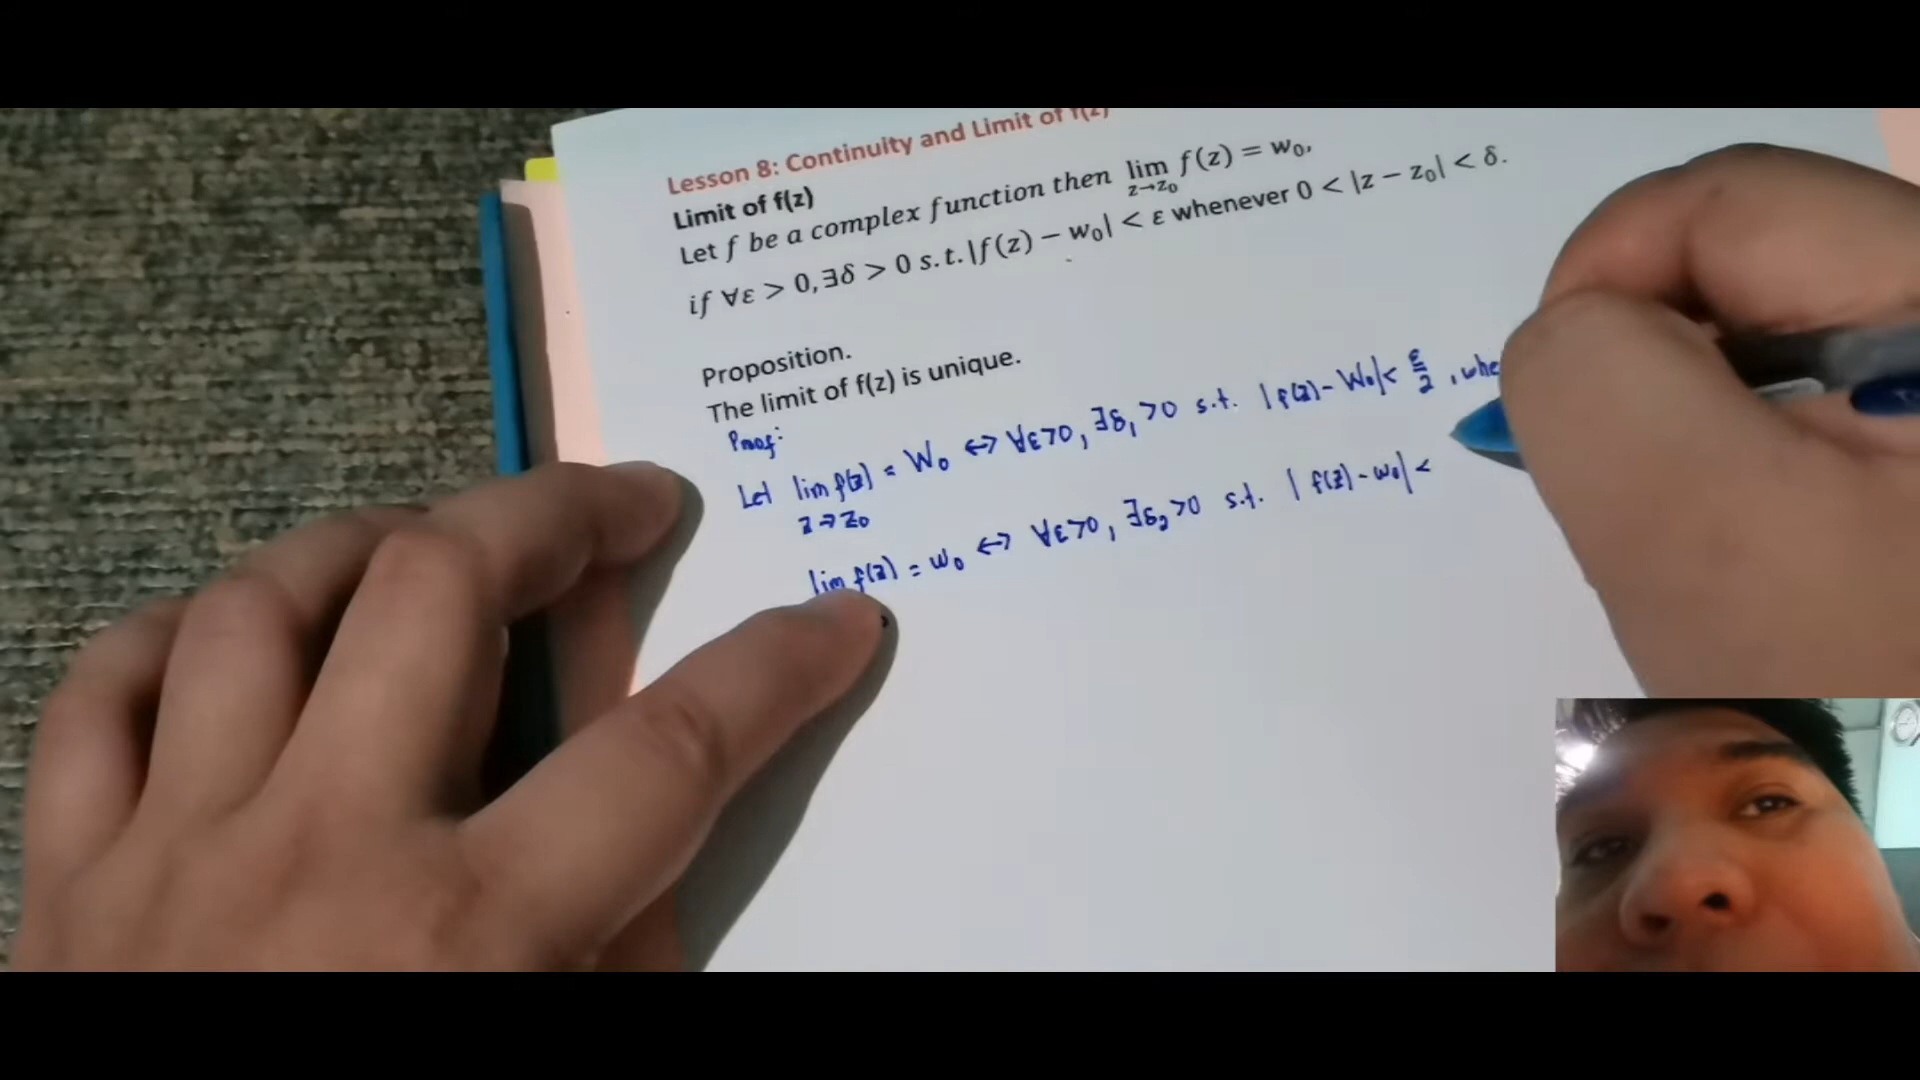 Lesson 8: Continuity and Limit of f(z)
Limit of f(z)
Let f be a complex function then lim f(z) = w₀,
z→z₀
if ∀ε > 0, ∃δ > 0 s.t. |f(z) − w₀| < ε whenever 0 < |z − z₀| < δ.
Proposition.
The limit of f(z) is unique.
Proof:
Let lim f(z) = W₀ ↔ ∀ε>0, ∃δ₁ >0 s.t. |f(z) - W₀| < ε/2 , whe
z→z₀
lim f(z) = w₀ ↔ ∀ε>0, ∃δ₂>0 s.t. | f(z) - w₀| <